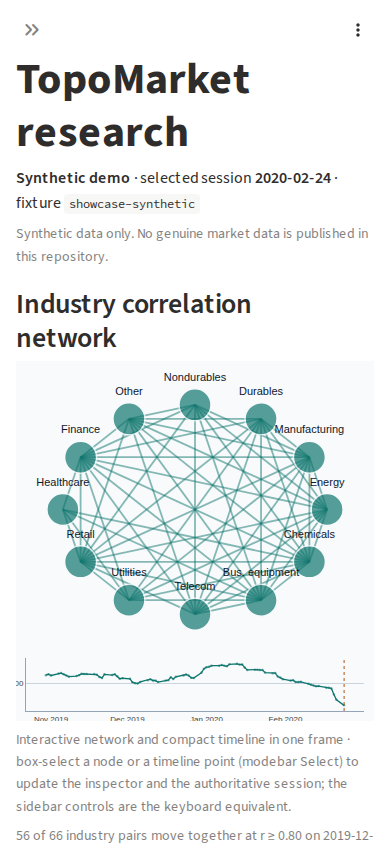 TopoMarket
research
Synthetic demo · selected session 2020-02-24 ·
fixture showcase-synthetic
Synthetic data only. No genuine market data is published in
this repository.
Industry correlation
network
Nondurables
Other
Durables
Finance
Manufacturing
Healthcare
Energy
Retail
Chemicals
Utilities
Bus. equipment
Telecom
Nov 2019 Dec 2019 Jan 2020 Feb 2020
Interactive network and compact timeline in one frame ·
box-select a node or a timeline point (modebar Select) to
update the inspector and the authoritative session; the
sidebar controls are the keyboard equivalent.
56 of 66 industry pairs move together at r ≥ 0.80 on 2019-12-